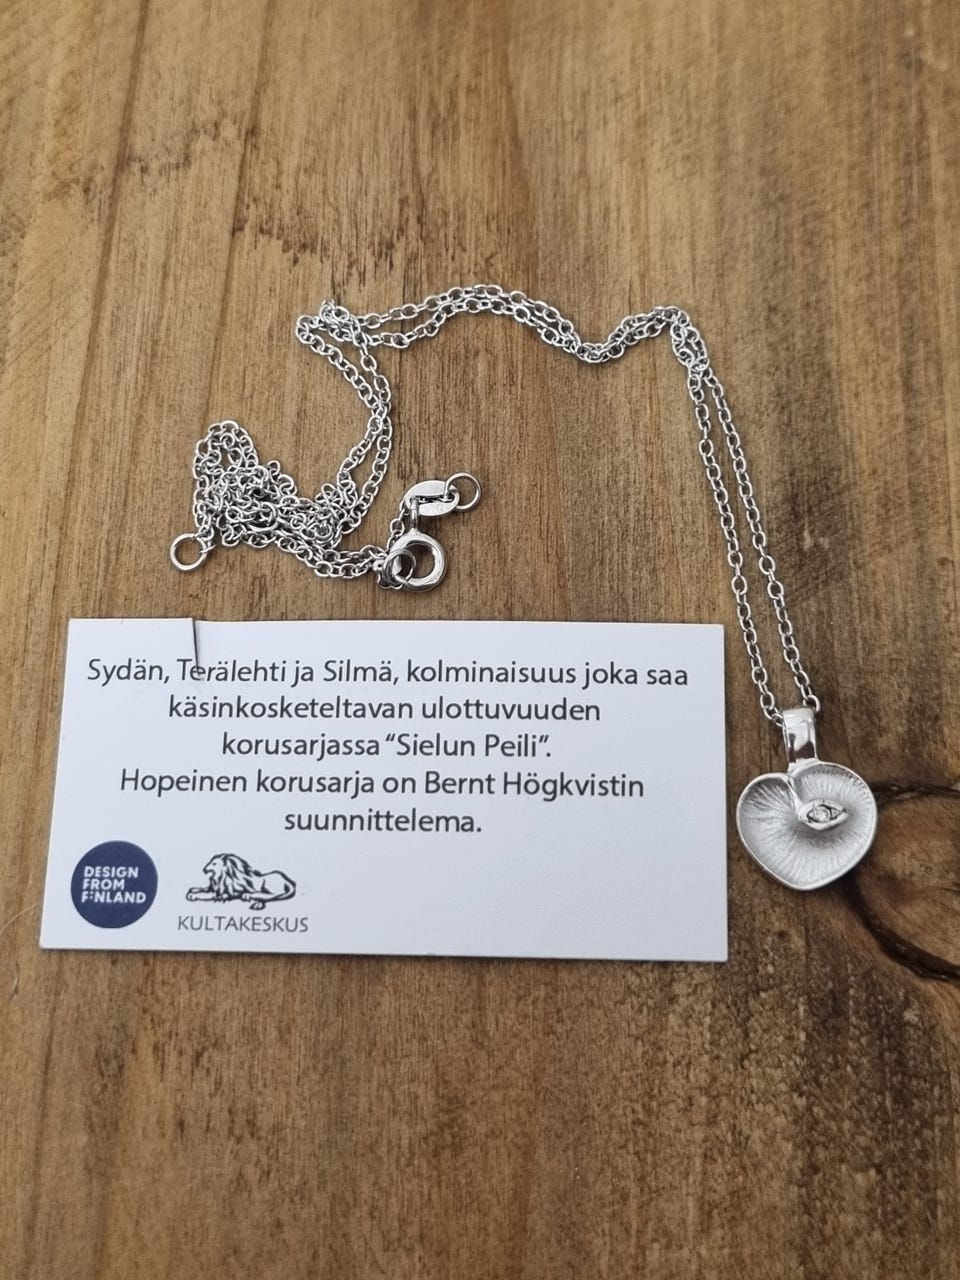 Sydän, Terälehti ja Silmä, kolminaisuus joka saa
käsinkosketeltavan ulottuvuuden
korusarjassa “Sielun Peili”.
Hopeinen korusarja on Bernt Högkvistin
suunnittelema.
DESIGN
FROM
F:NLAND
KULTAKESKUS